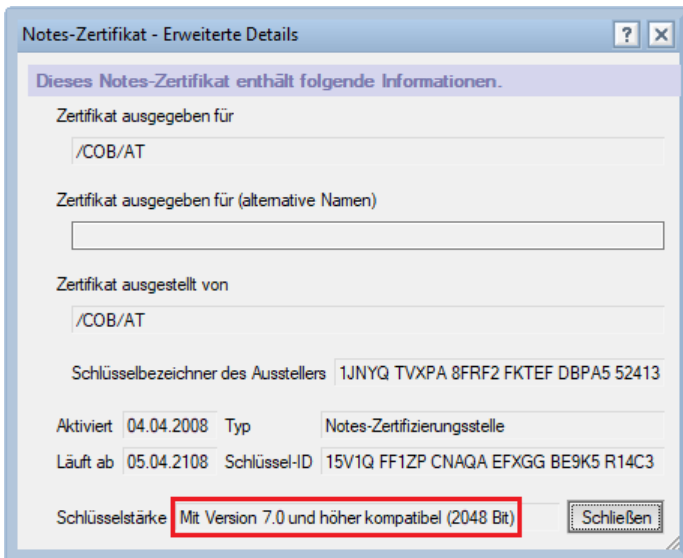 Notes-Zertifikat - Erweiterte Details
Dieses Notes-Zertifikat enthält folgende Informationen.
Zertifikat ausgegeben für
/COB/AT
Zertifikat ausgegeben für (alternative Namen)
Zertifikat ausgestellt von
/COB/AT
Schlüsselbezeichner des Ausstellers 1JNYQ TVXPA 8FRF2 FKTEF DBPA5 52413
Aktiviert 04.04.2008 Typ Notes-Zertifizierungsstelle
Läuft ab 05.04.2108 Schlüssel-ID 15V1Q FF1ZP CNAQA EFXGG BE9K5 R14C3
Schlüsselstärke Mit Version 7.0 und höher kompatibel (2048 Bit) Schließen